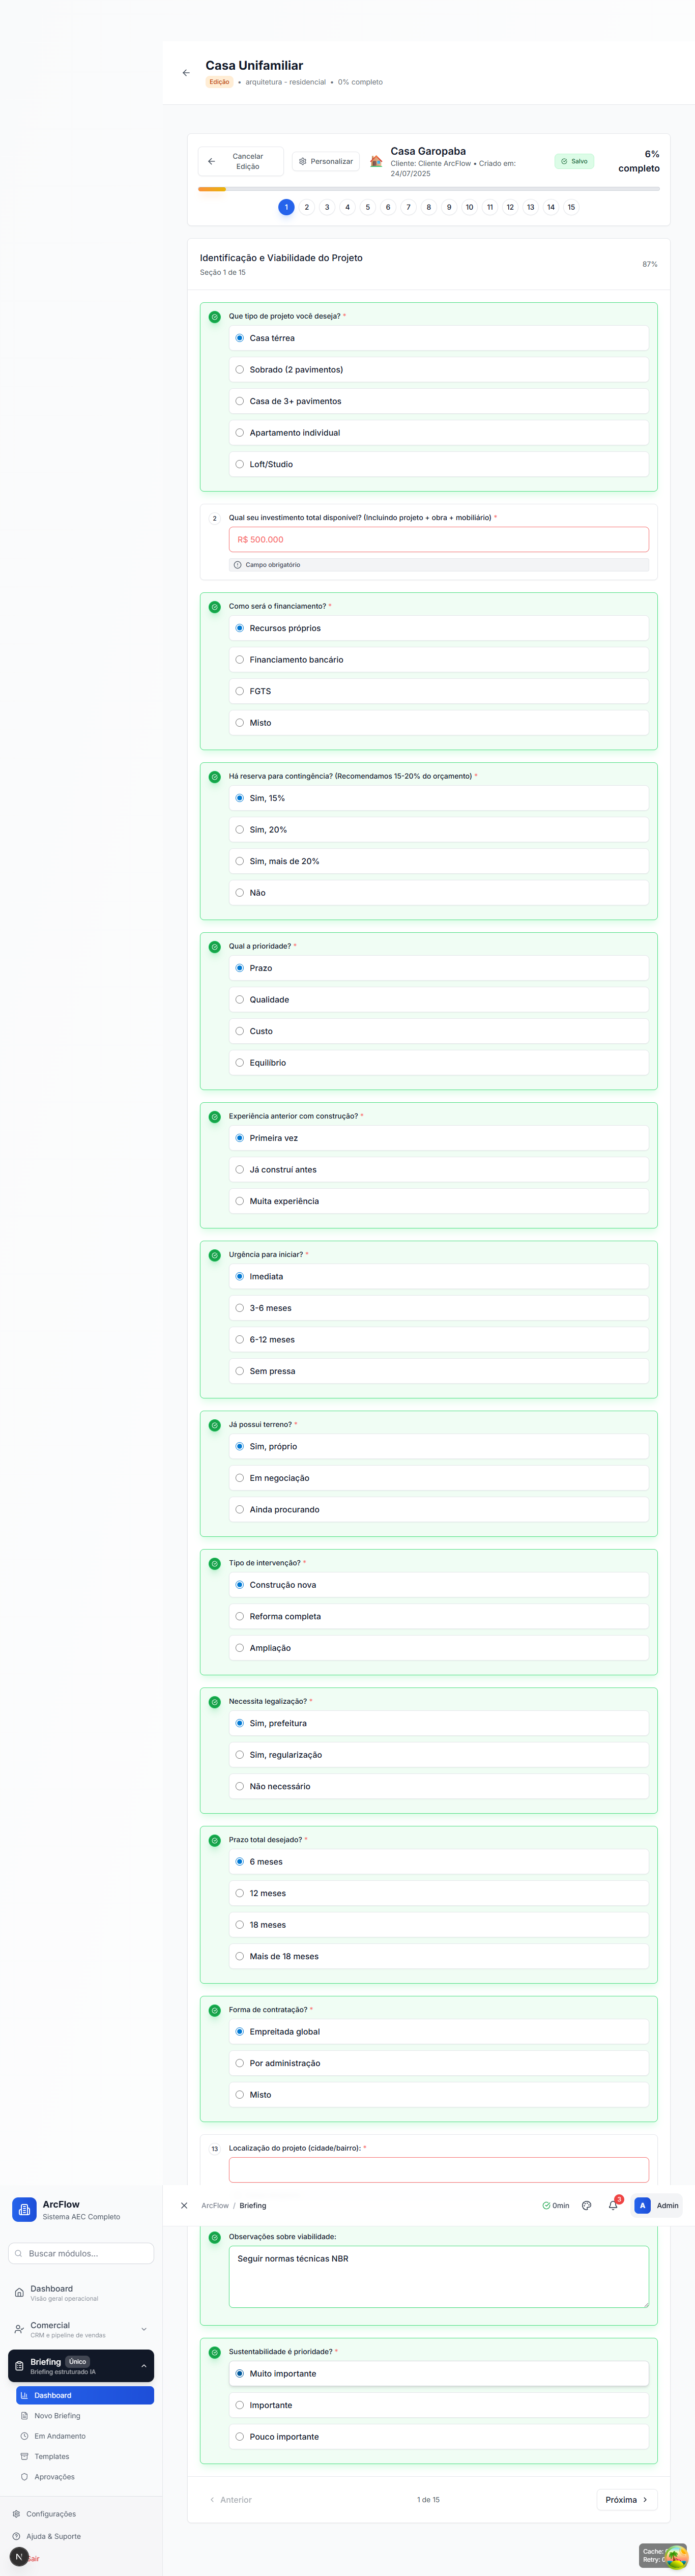 Casa Unifamiliar
Edição • arquitetura - residencial • 0% completo
Cancelar
Edição
Personalizar
Casa Garopaba
Cliente: Cliente ArcFlow • Criado em:
24/07/2025
Salvo
6%
completo
1 2 3 4 5 6 7 8 9 10 11 12 13 14 15
Identificação e Viabilidade do Projeto
Seção 1 de 15
87%
Que tipo de projeto você deseja? *
Casa térrea
Sobrado (2 pavimentos)
Casa de 3+ pavimentos
Apartamento individual
Loft/Studio
2
Qual seu investimento total disponível? (Incluindo projeto + obra + mobiliário) *
R$ 500.000
Campo obrigatório
Como será o financiamento? *
Recursos próprios
Financiamento bancário
FGTS
Misto
Há reserva para contingência? (Recomendamos 15-20% do orçamento) *
Sim, 15%
Sim, 20%
Sim, mais de 20%
Não
Qual a prioridade? *
Prazo
Qualidade
Custo
Equilíbrio
Experiência anterior com construção? *
Primeira vez
Já construí antes
Muita experiência
Urgência para iniciar? *
Imediata
3-6 meses
6-12 meses
Sem pressa
Já possui terreno? *
Sim, próprio
Em negociação
Ainda procurando
Tipo de intervenção? *
Construção nova
Reforma completa
Ampliação
Necessita legalização? *
Sim, prefeitura
Sim, regularização
Não necessário
Prazo total desejado? *
6 meses
12 meses
18 meses
Mais de 18 meses
Forma de contratação? *
Empreitada global
Por administração
Misto
13
Localização do projeto (cidade/bairro): *
ArcFlow / Briefing
0min
3
A
Admin
Observações sobre viabilidade:
Seguir normas técnicas NBR
Sustentabilidade é prioridade? *
Muito importante
Importante
Pouco importante
Anterior
1 de 15
Próxima
ArcFlow
Sistema AEC Completo
Buscar módulos...
Dashboard
Visão geral operacional
Comercial
CRM e pipeline de vendas
Briefing Único
Briefing estruturado IA
Dashboard
Novo Briefing
Em Andamento
Templates
Aprovações
Configurações
Ajuda & Suporte
N
Cache:
Retry: